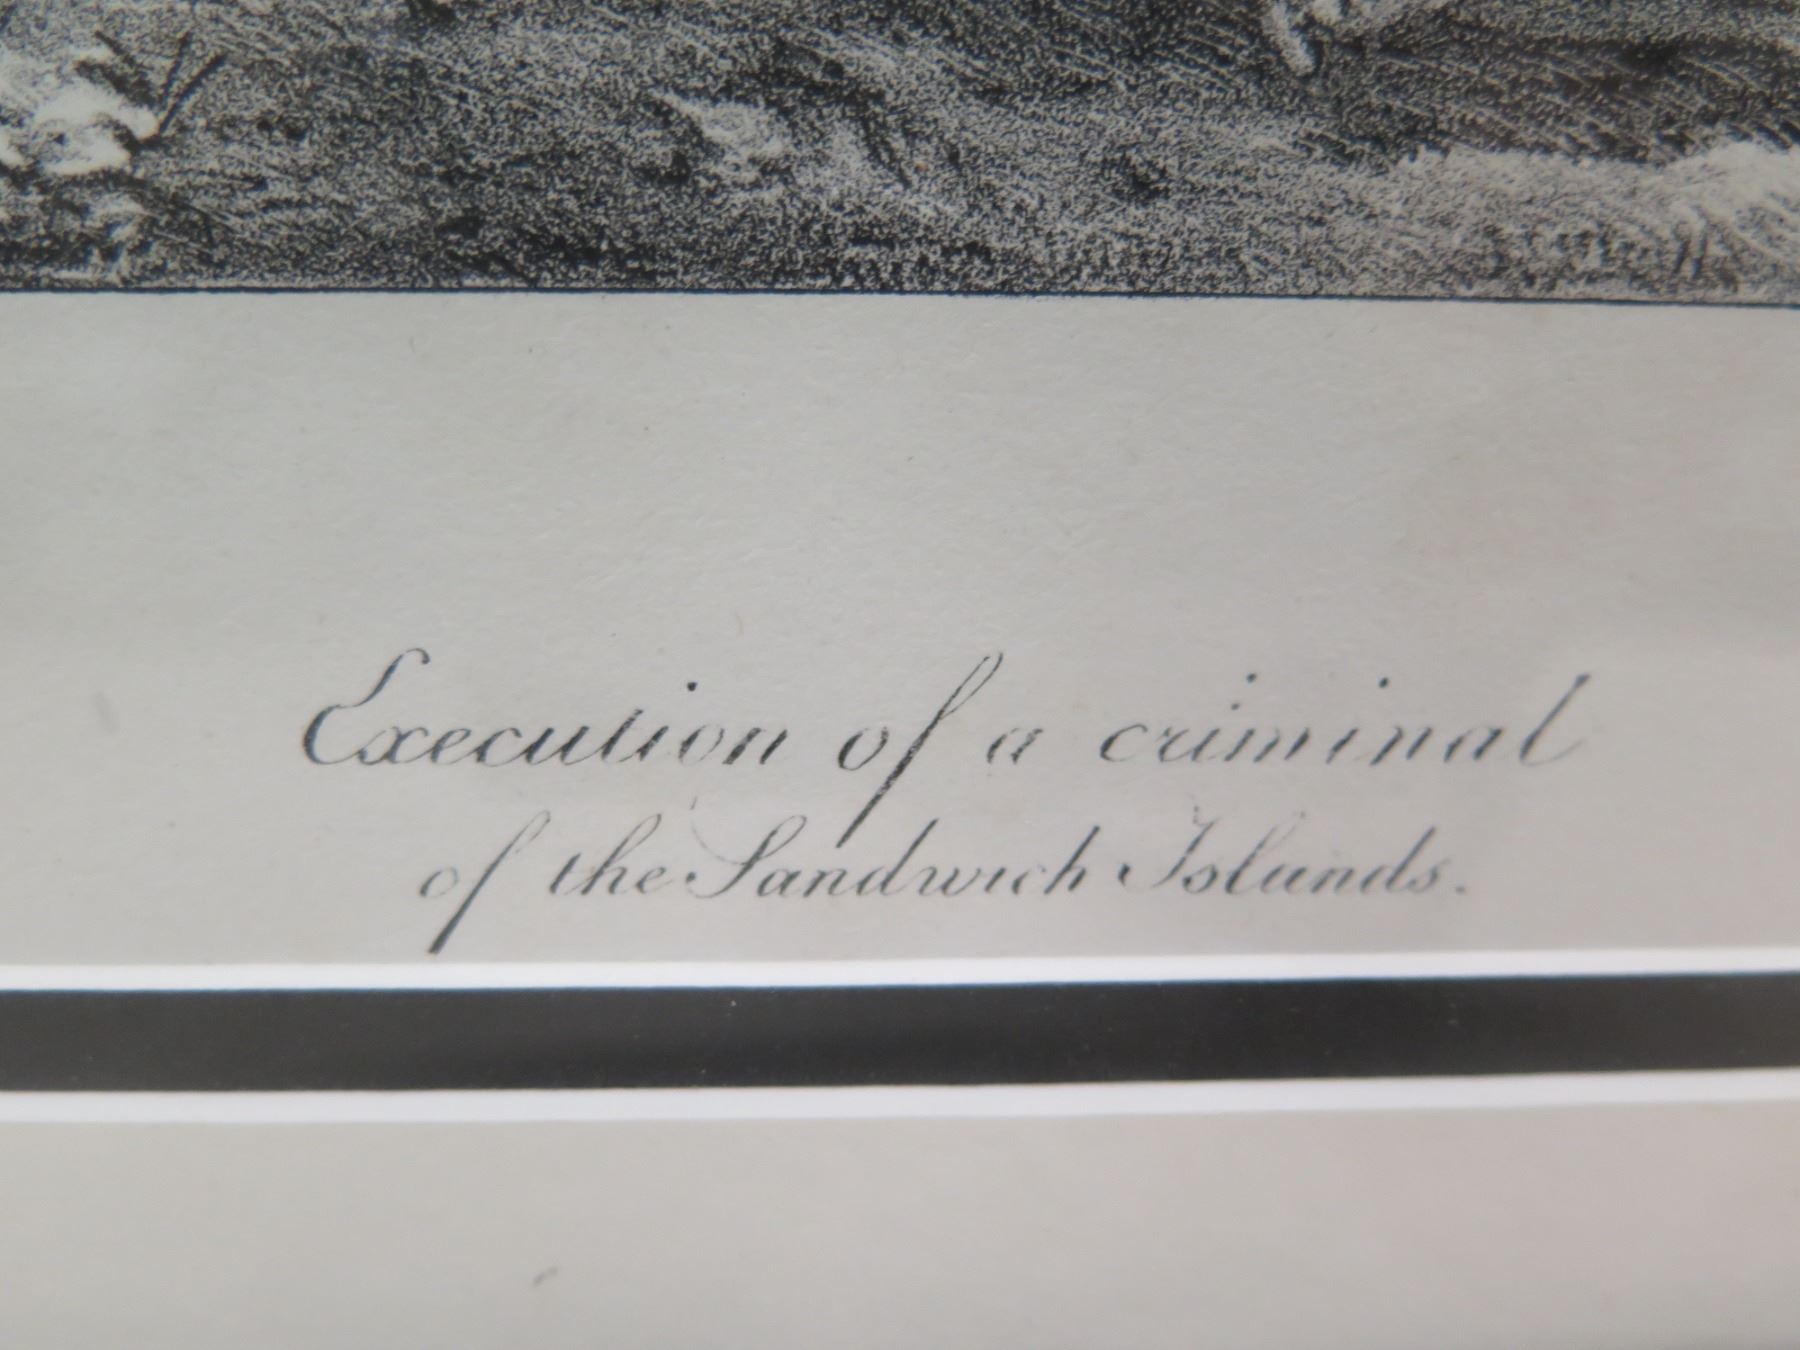 Execution of a criminal
of the Sandwich Islands.